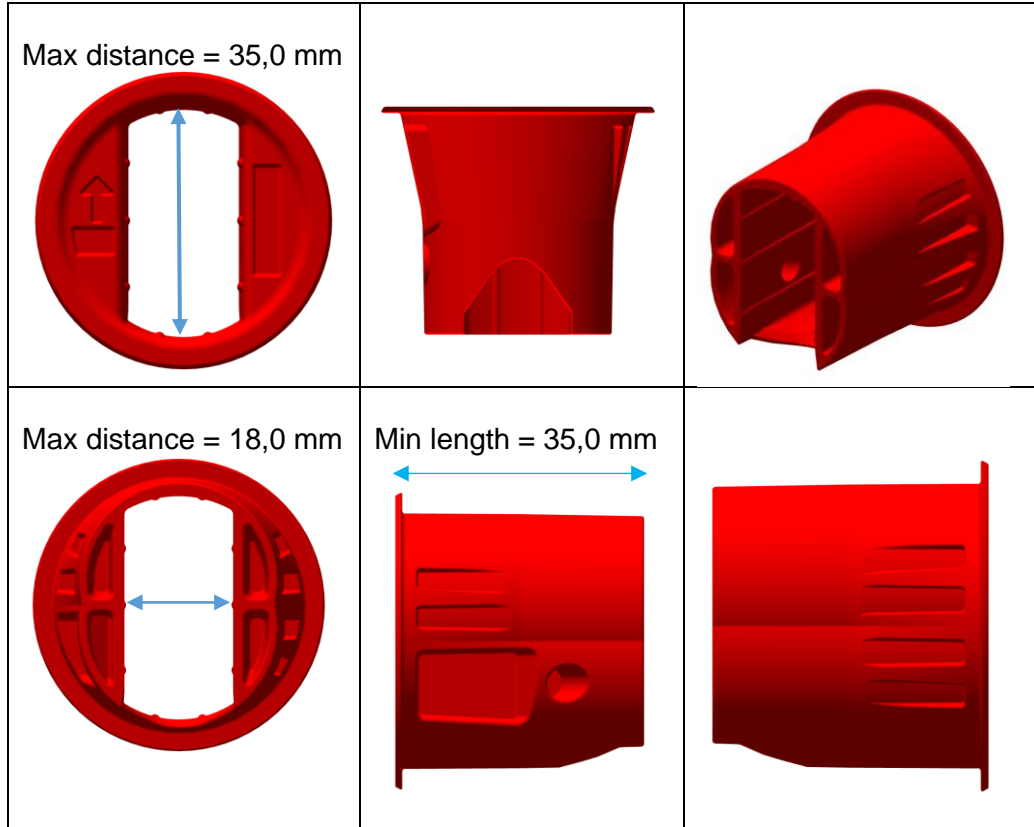 Max distance = 35,0 mm
Max distance = 18,0 mm
Min length = 35,0 mm